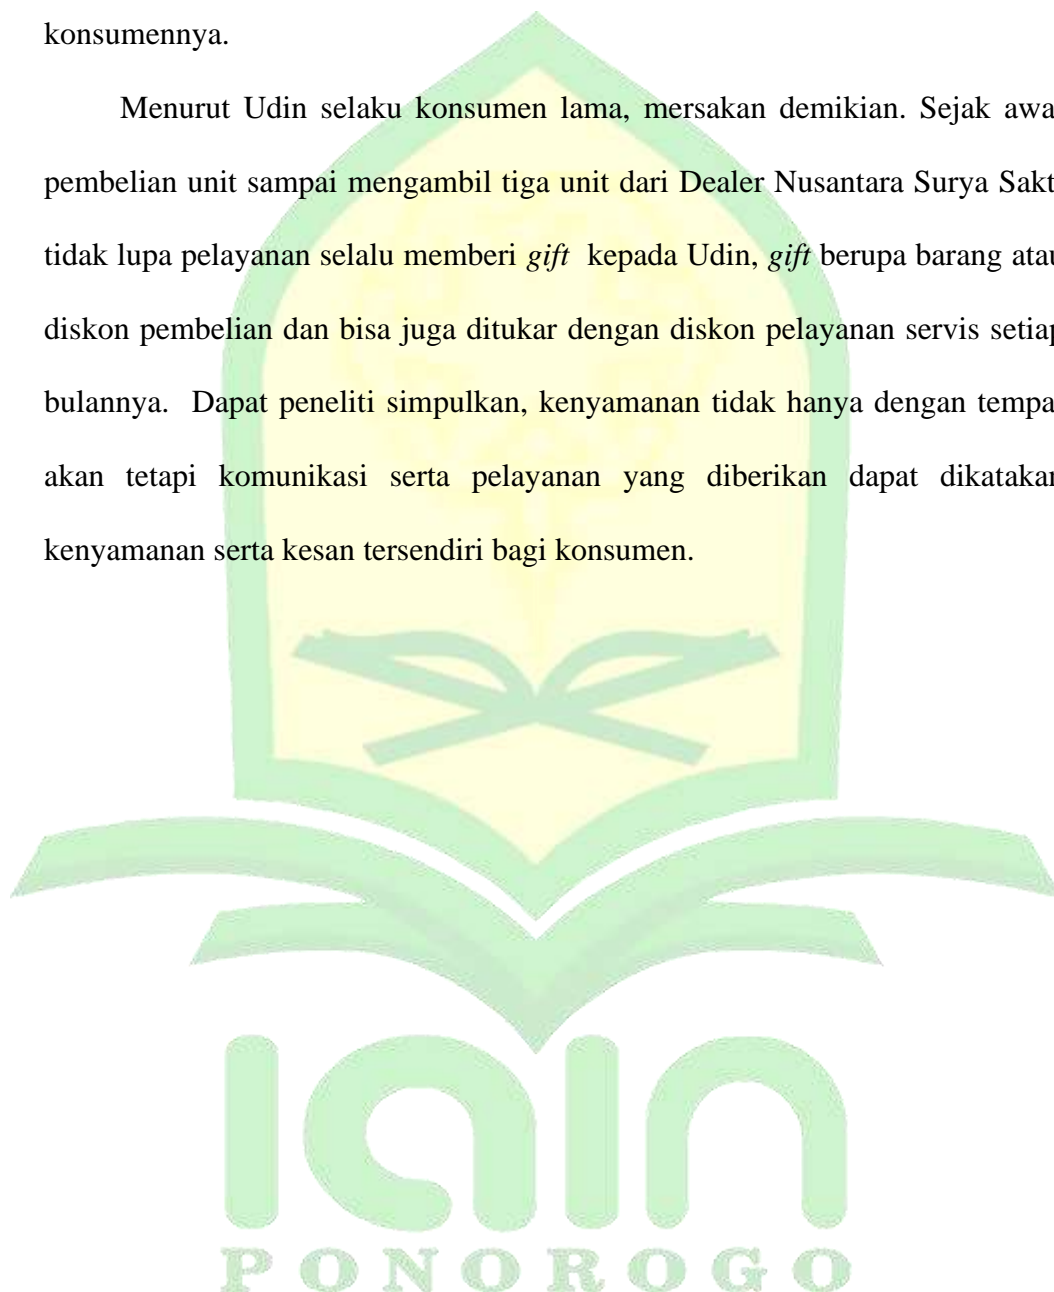 konsumennya.
Menurut Udin selaku konsumen lama, mersakan demikian. Sejak awa
pembelian unit sampai mengambil tiga unit dari Dealer Nusantara Surya Sakt
tidak lupa pelayanan selalu memberi gift kepada Udin, gift berupa barang atau
diskon pembelian dan bisa juga ditukar dengan diskon pelayanan servis setiap
bulannya. Dapat peneliti simpulkan, kenyamanan tidak hanya dengan tempa
akan tetapi komunikasi serta pelayanan yang diberikan dapat dikatakan
kenyamanan serta kesan tersendiri bagi konsumen.
iain
PONOROGO